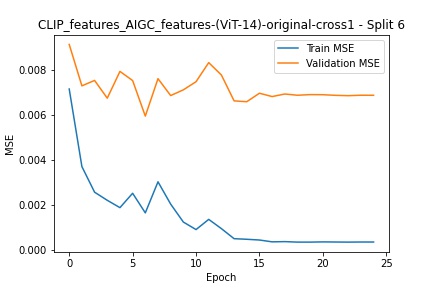 CLIP_features_AIGC_features-(ViT-14)-original-cross1 - Split 6
Train MSE
Validation MSE
MSE
0.008
0.006
0.004
0.002
0.000
0
5
10
15
20
25
Epoch